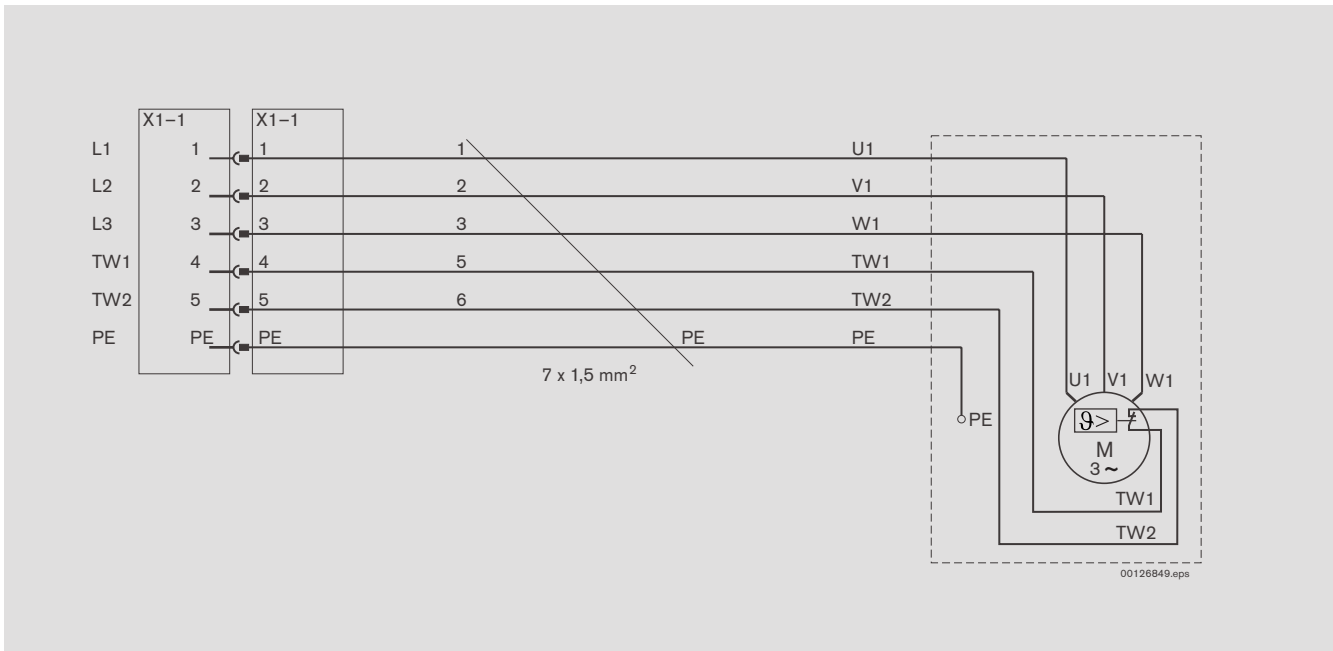 X1–1 X1–1
L1 1 1 1 U1
L2 2 2 2 V1
L3 3 3 3 W1
TW1 4 4 5 TW1
TW2 5 5 6 TW2
PE PE PE PE PE
7 x 1,5 mm²
U1 V1 W1
PE
ϑ>
M
3 ~
TW1
TW2
00126849.eps